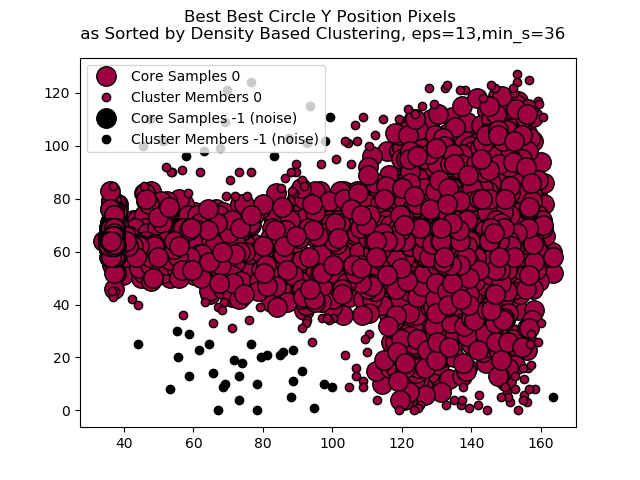 Best Best Circle Y Position Pixels
as Sorted by Density Based Clustering, eps=13,min_s=36
Core Samples 0
Cluster Members 0
Core Samples -1 (noise)
Cluster Members -1 (noise)
120
100
80
60
40
20
0
40 60 80 100 120 140 160